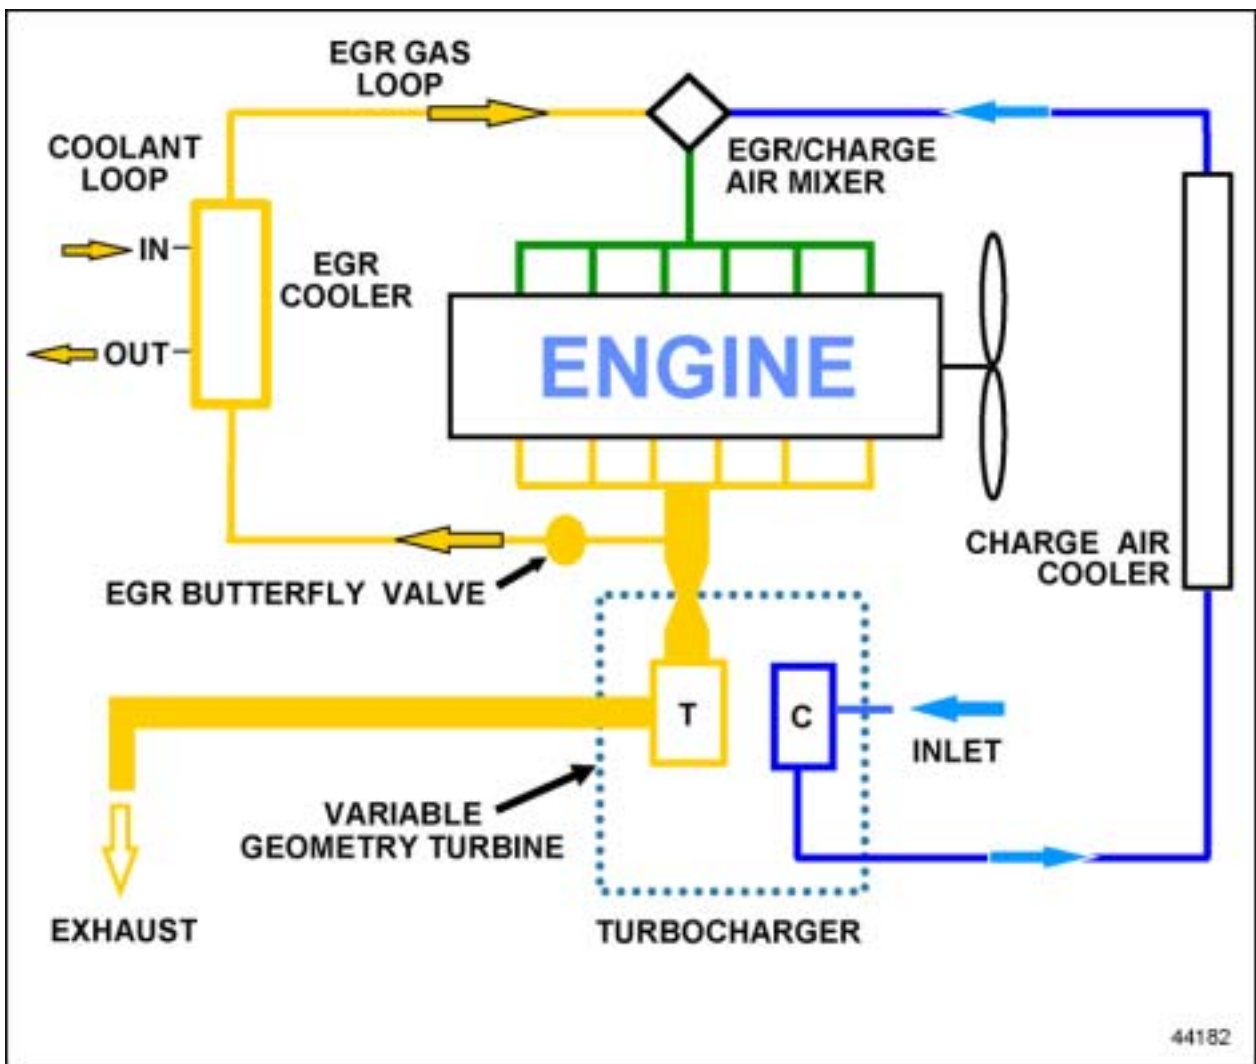 EGR GAS
LOOP
COOLANT
LOOP
EGR/CHARGE
AIR MIXER
IN
EGR
COOLER
OUT
ENGINE
CHARGE AIR
COOLER
EGR BUTTERFLY VALVE
T
C
INLET
VARIABLE
GEOMETRY TURBINE
EXHAUST
TURBOCHARGER
44182